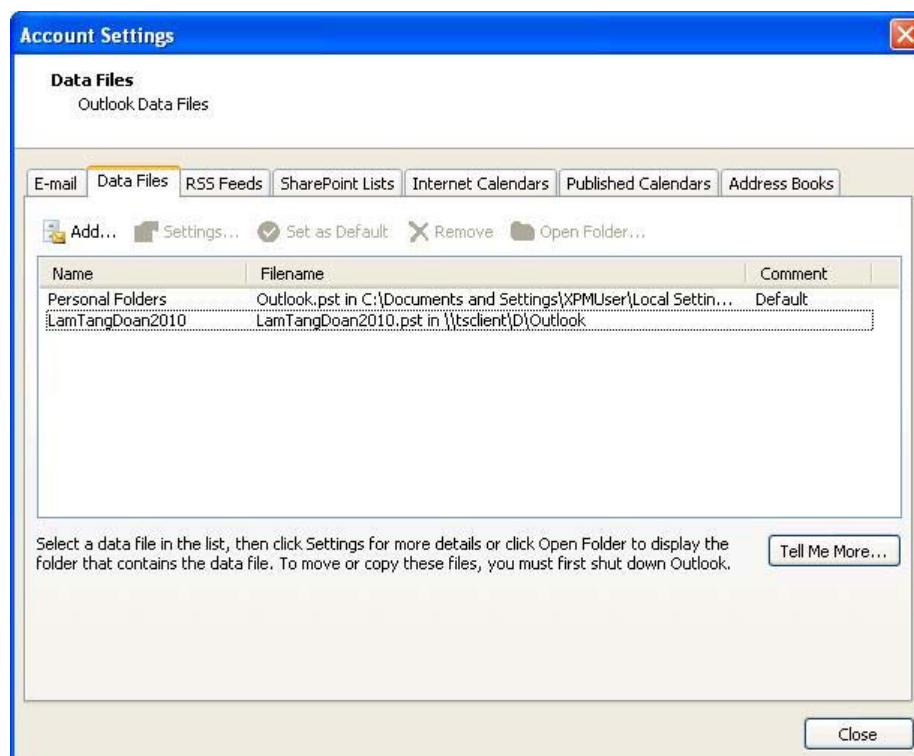 Account Settings
Data Files
Outlook Data Files
E-mail Data Files RSS Feeds SharePoint Lists Internet Calendars Published Calendars Address Books
Add... Settings... Set as Default Remove Open Folder...
Name Filename Comment
Personal Folders Outlook.pst in C:\Documents and Settings\XPMUser\Local Settin... Default
LamTangDoan2010 LamTangDoan2010.pst in \\tsclient\D\Outlook
Select a data file in the list, then click Settings for more details or click Open Folder to display the
folder that contains the data file. To move or copy these files, you must first shut down Outlook.
Tell Me More...
Close